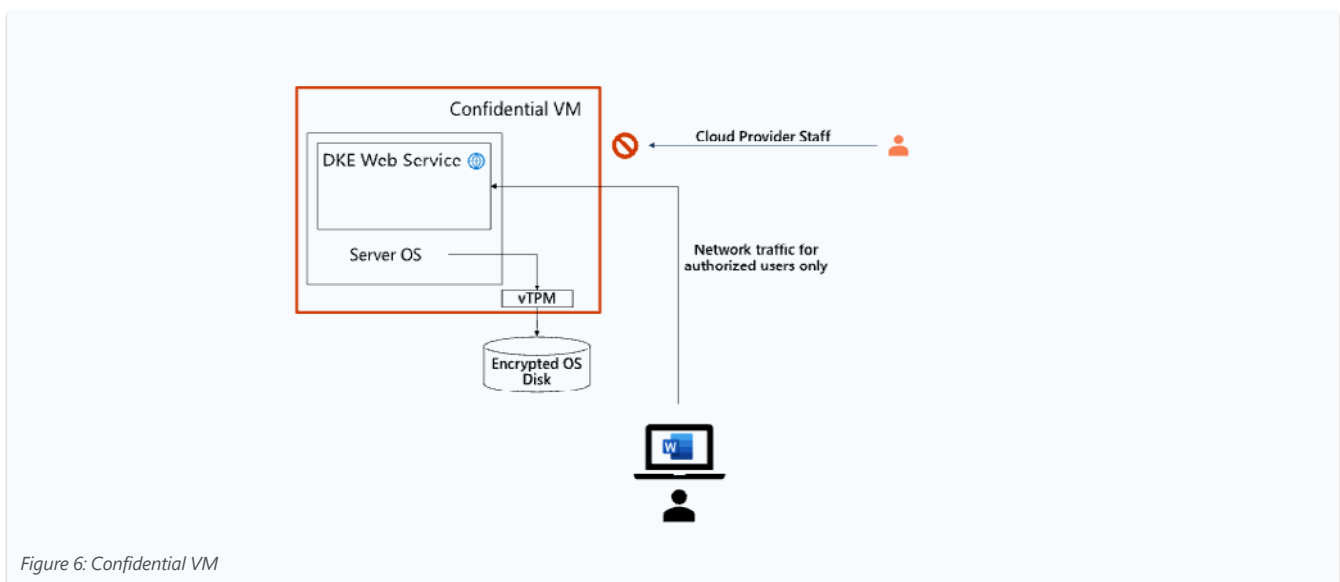 Confidential VM
Cloud Provider Staff
DKE Web Service
Network traffic for
authorized users only
Server OS
vTPM
Encrypted OS
Disk
W
Figure 6: Confidential VM